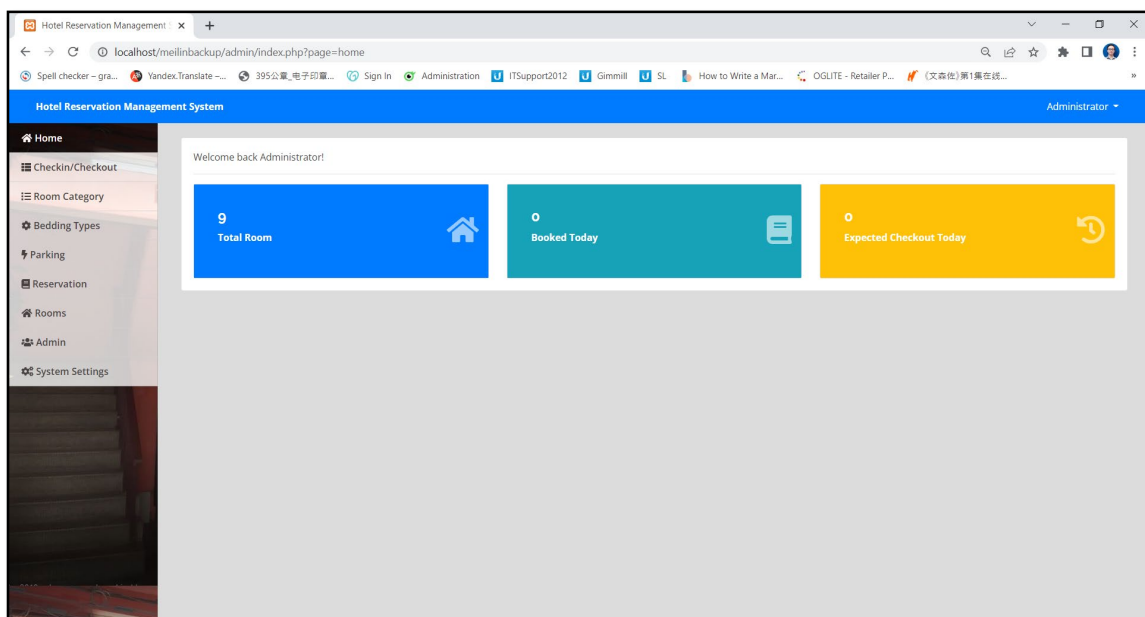 Hotel Reservation Management S
localhost/meilinbackup/admin/index.php?page=home
Spell checker – gra... Yandex.Translate –... 395公章_电子印章... Sign In Administration ITSupport2012 Gimmill SL How to Write a Mar... OGLITE - Retailer P... 《文森佐》第1集在线... »
Hotel Reservation Management System Administrator
Home
Checkin/Checkout
Room Category
Bedding Types
Parking
Reservation
Rooms
Admin
System Settings
Welcome back Administrator!
9
Total Room
0
Booked Today
0
Expected Checkout Today